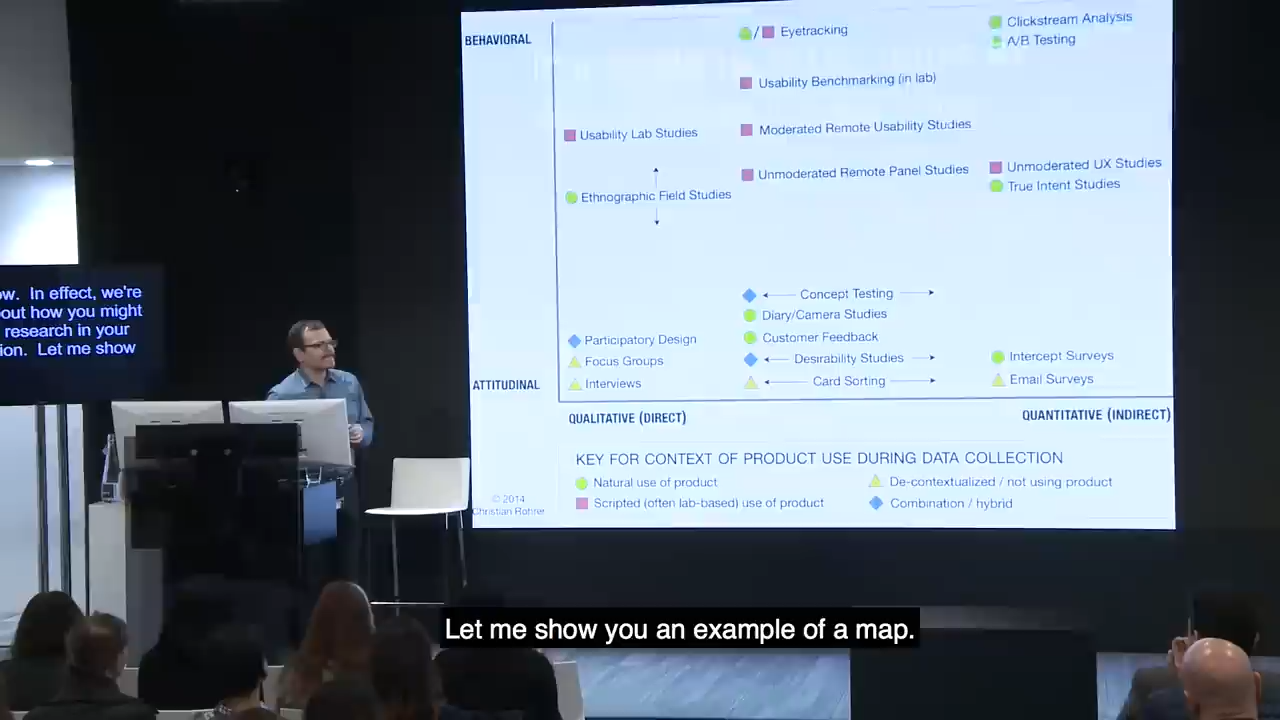 BEHAVIORAL
/ Eyetracking
Clickstream Analysis
A/B Testing
Usability Benchmarking (in lab)
Usability Lab Studies
Moderated Remote Usability Studies
Unmoderated Remote Panel Studies
Unmoderated UX Studies
True Intent Studies
Ethnographic Field Studies
Concept Testing
Diary/Camera Studies
Participatory Design
Customer Feedback
Focus Groups
Desirability Studies
Intercept Surveys
ATTITUDINAL
Interviews
Card Sorting
Email Surveys
QUALITATIVE (DIRECT)
QUANTITATIVE (INDIRECT)
KEY FOR CONTEXT OF PRODUCT USE DURING DATA COLLECTION
Natural use of product
De-contextualized / not using product
Scripted (often lab-based) use of product
Combination / hybrid
© 2014
Christian Rohrer
ow. In effect, we're
out how you might
research in your
ion. Let me show
Let me show you an example of a map.